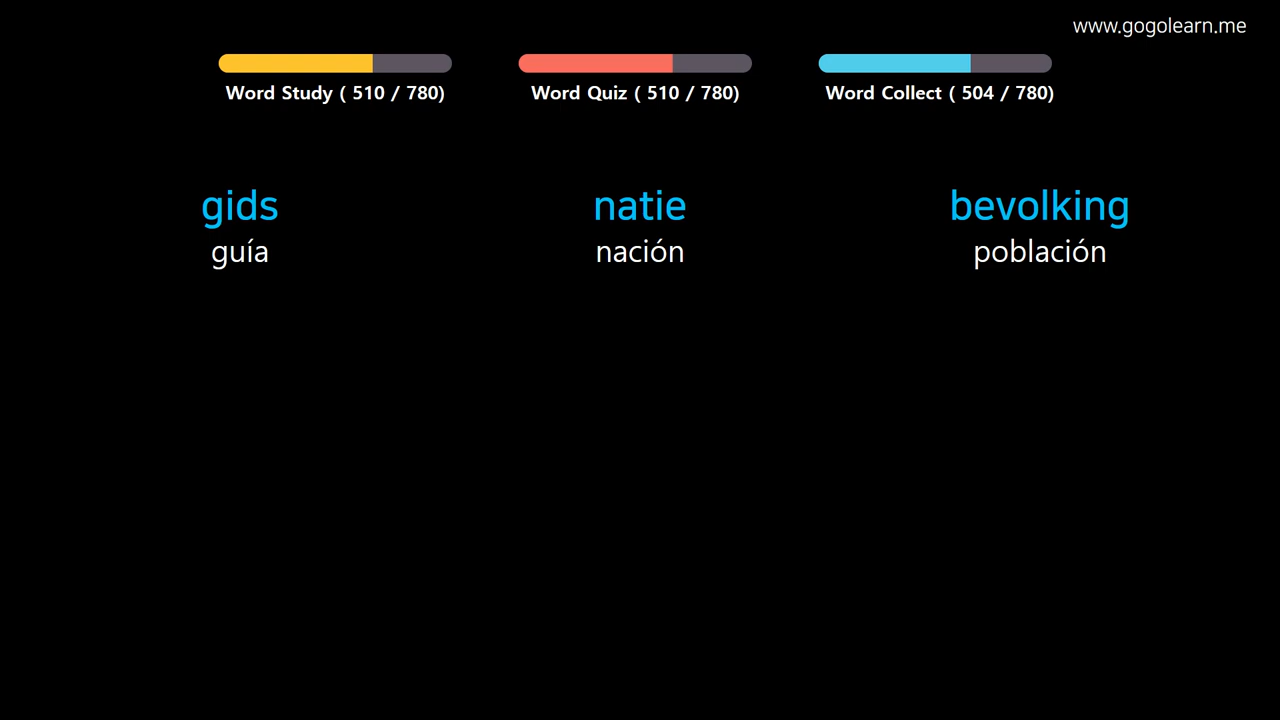 www.gogolearn.me
Word Study ( 510 / 780)
Word Quiz ( 510 / 780)
Word Collect ( 504 / 780)
gids
guía
natie
nación
bevolking
población